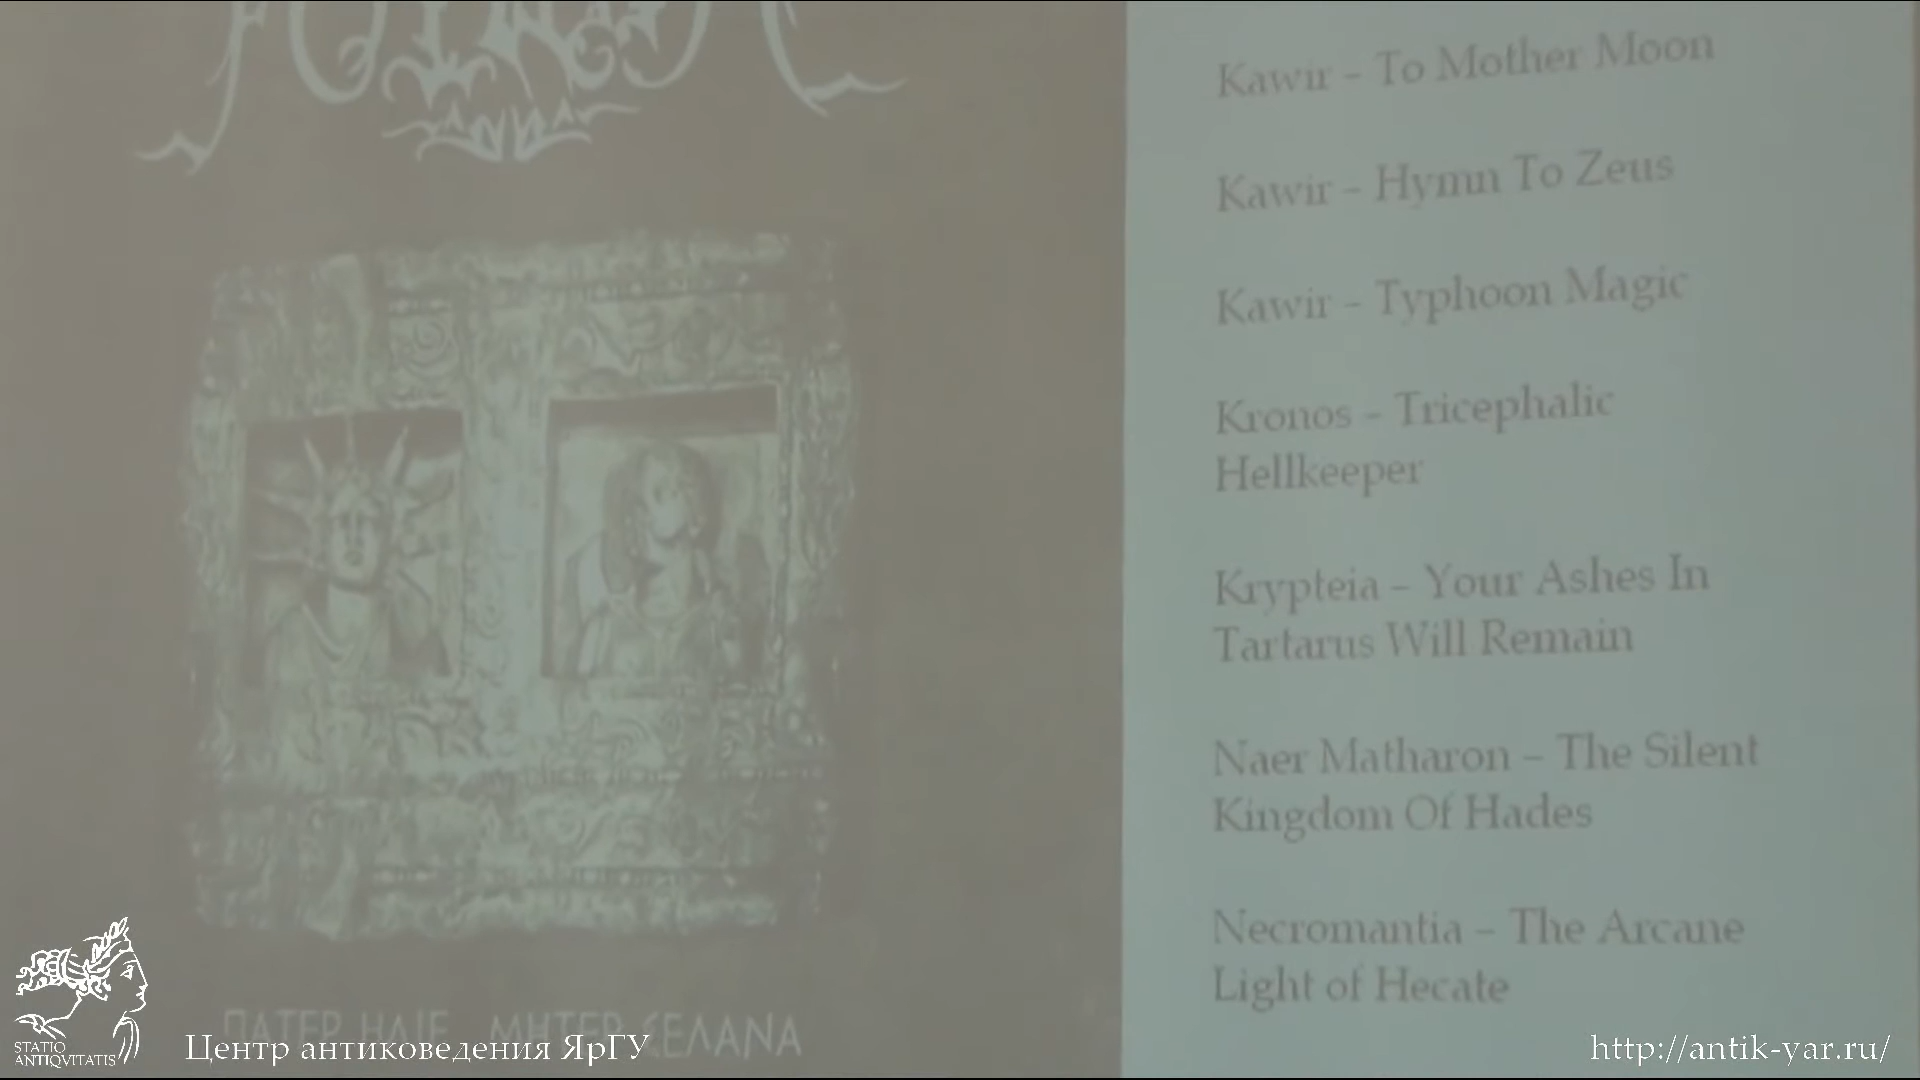 Kawir – To Mother Moon
Kawir – Hymn To Zeus
Kawir – Typhoon Magic
Kronos – Tricephalic
Hellkeeper
Krypteia – Your Ashes In
Tartarus Will Remain
Naer Matharon – The Silent
Kingdom Of Hades
Necromantia – The Arcane
Light of Hecate
ΠΑΤΕΡ ΗΛΙЄ ΜΗΤΕΡ CΕΛΑΝΑ
STATIO
ANTIQVITATIS
Центр антиковедения ЯрГУ
http://antik-yar.ru/